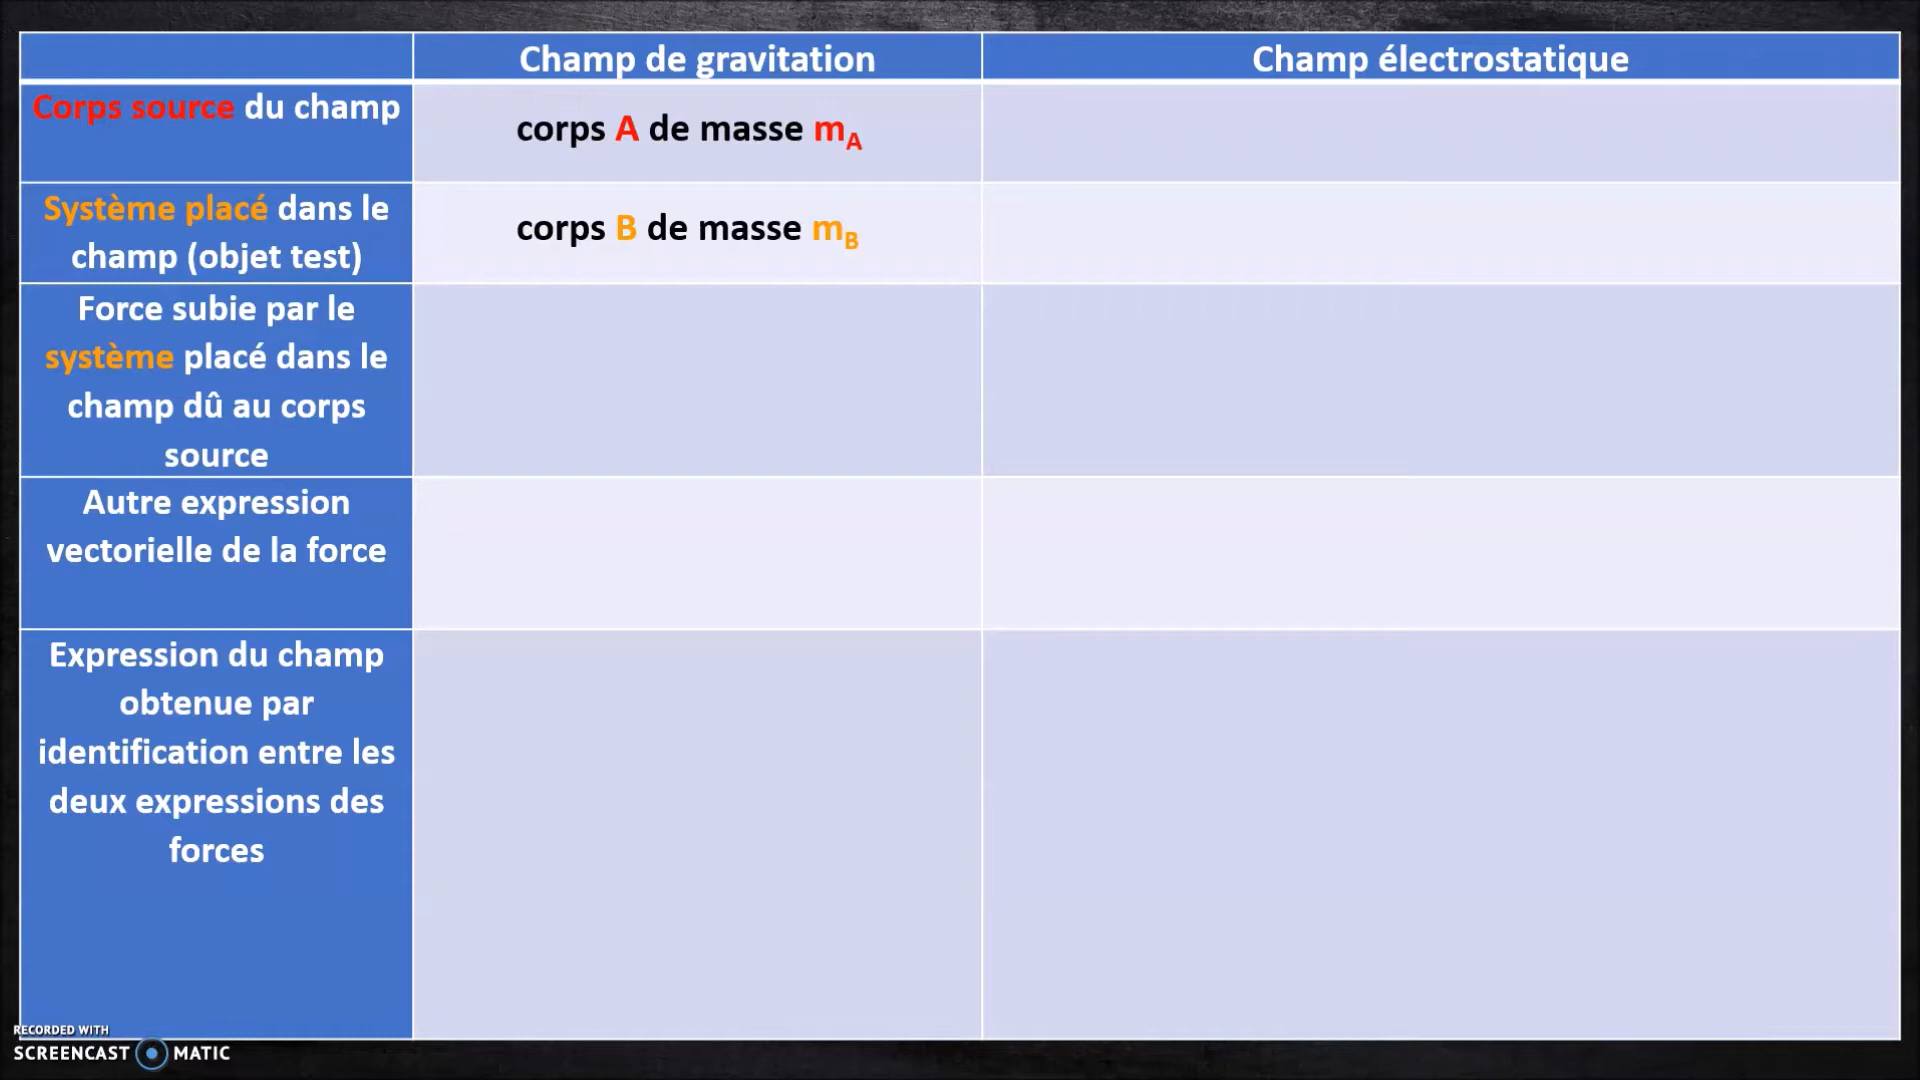 Champ de gravitation
Champ électrostatique
Corps source du champ
corps A de masse mA
Système placé dans le
champ (objet test)
corps B de masse mB
Force subie par le
système placé dans le
champ dû au corps
source
Autre expression
vectorielle de la force
Expression du champ
obtenue par
identification entre les
deux expressions des
forces
RECORDED WITH
SCREENCAST MATIC